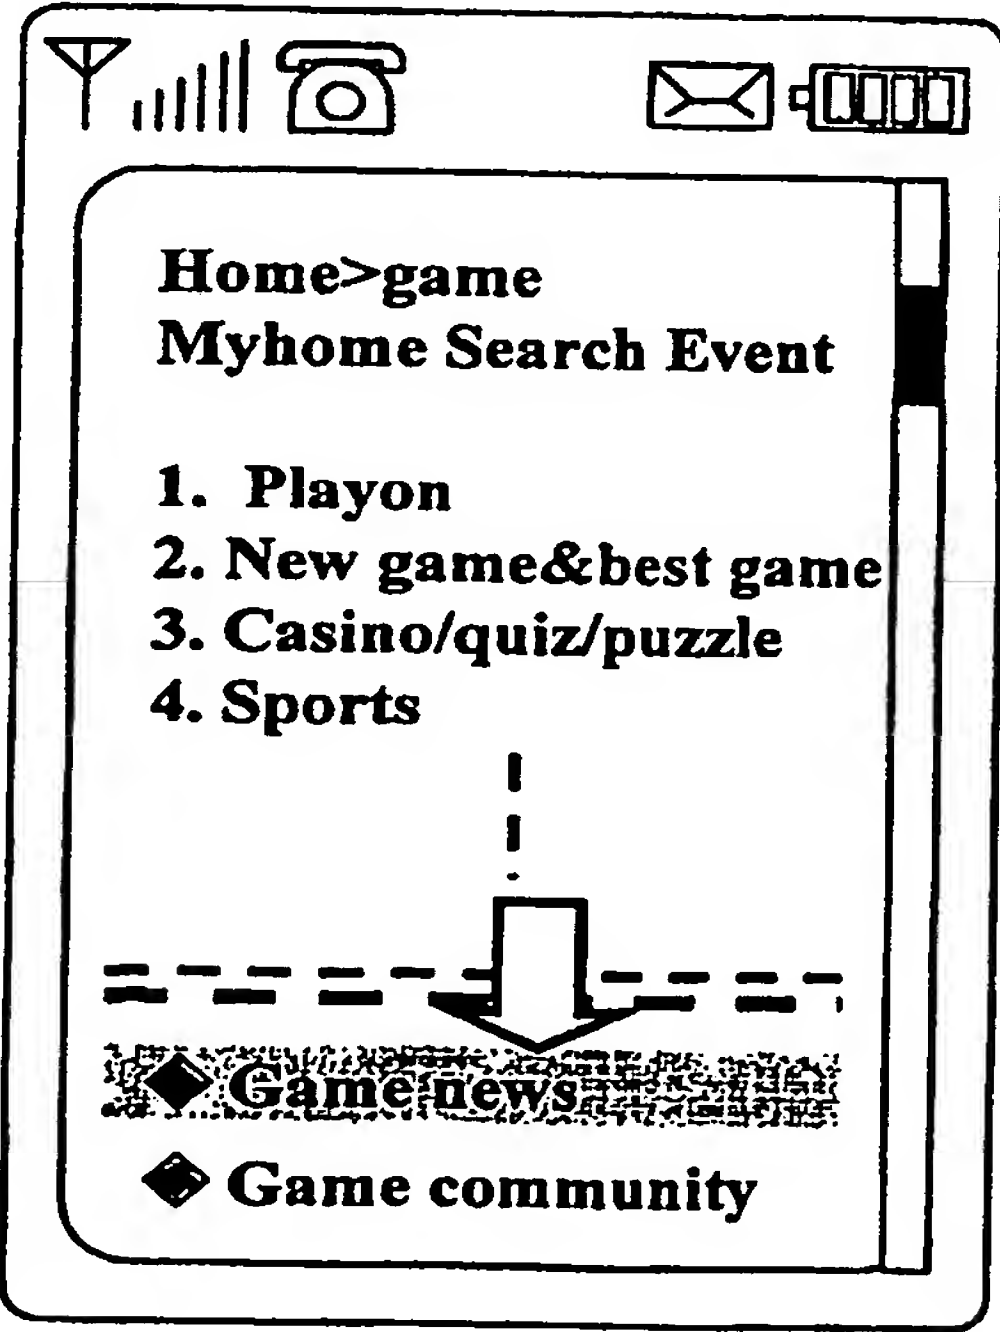 Home>game
Myhome Search Event
1. Playon
2. New game&best game
3. Casino/quiz/puzzle
4. Sports
Game news
Game community